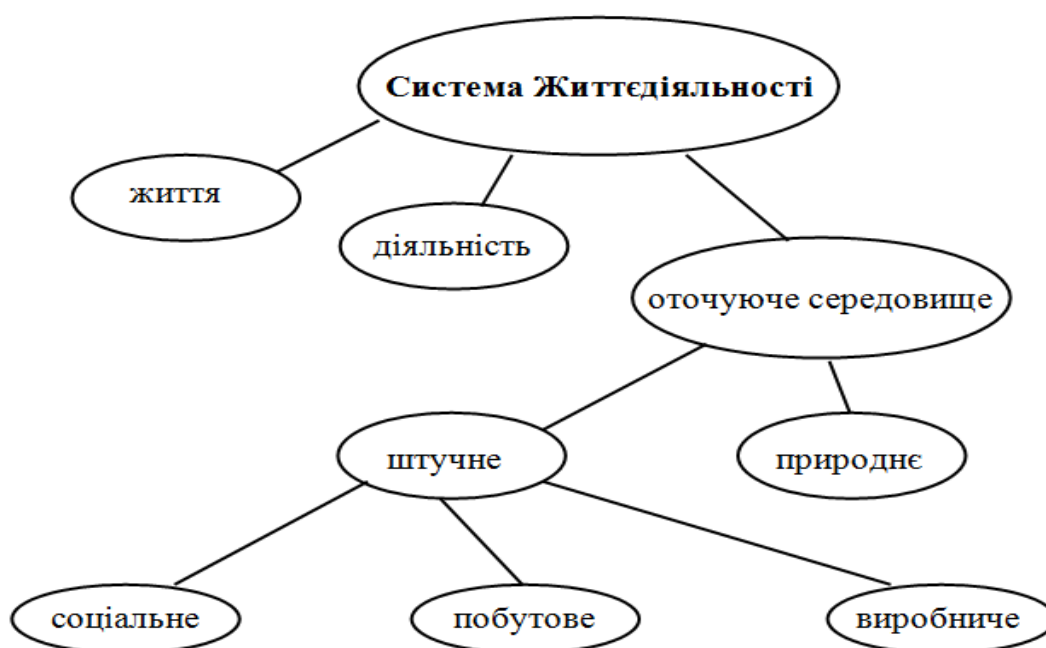 Система Життєдіяльності
життя
діяльність
оточуюче середовище
штучне
природнє
соціальне
побутове
виробниче